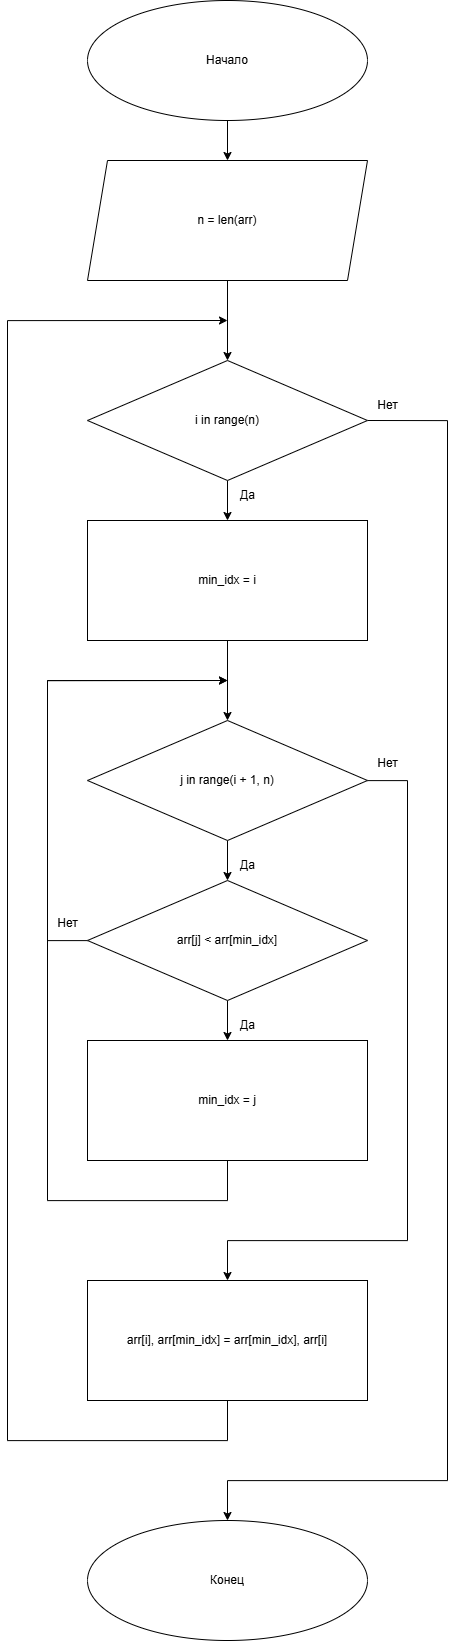 Начало
n = len(arr)
i in range(n)
Нет
Да
min_idx = i
j in range(i + 1, n)
Нет
Да
arr[j] < arr[min_idx]
Нет
Да
min_idx = j
arr[i], arr[min_idx] = arr[min_idx], arr[i]
Конец